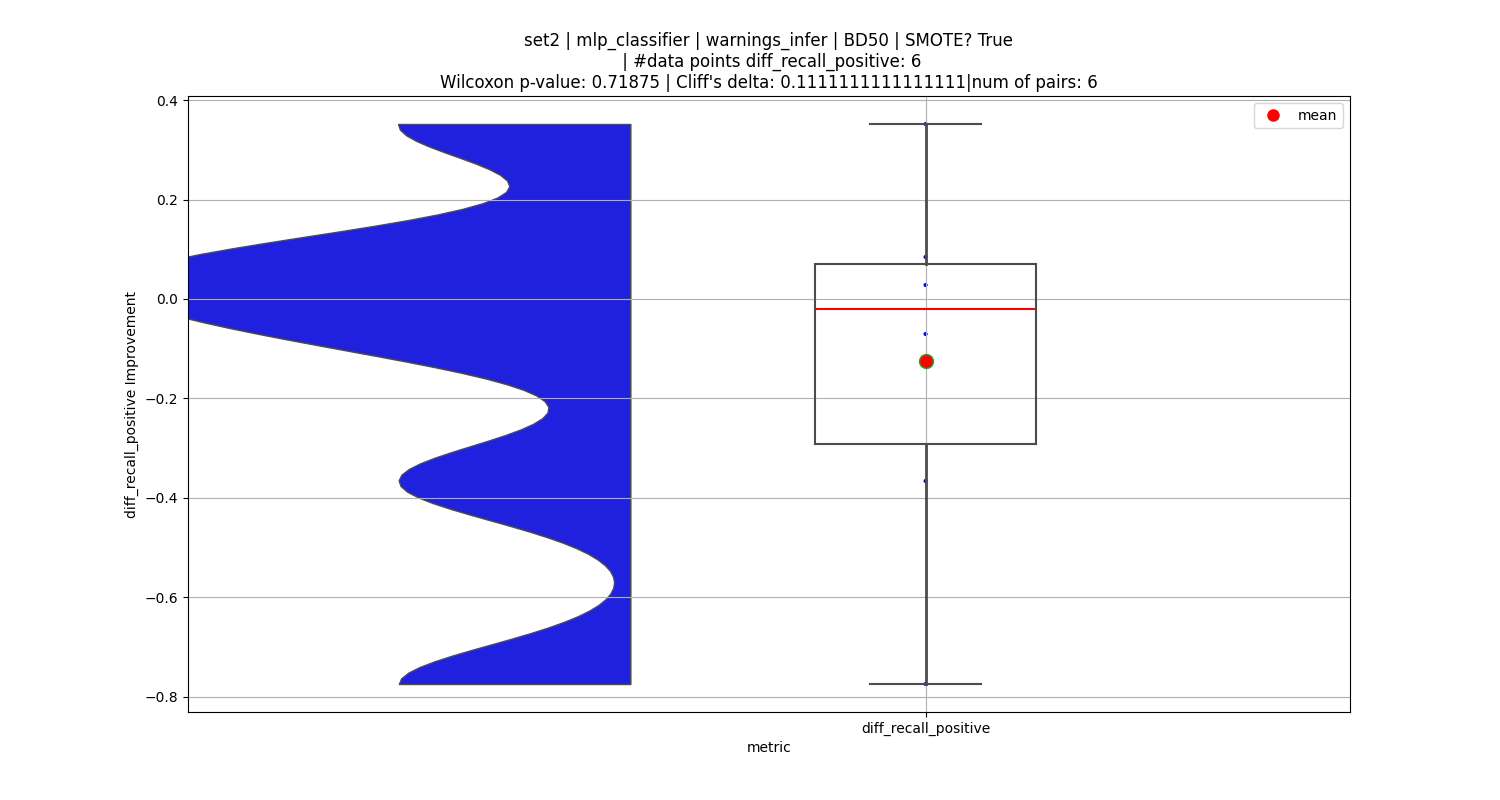 set2 | mlp_classifier | warnings_infer | BD50 | SMOTE? True
| #data points diff_recall_positive: 6
Wilcoxon p-value: 0.71875 | Cliff's delta: 0.1111111111111111|num of pairs: 6
mean
0.4
0.2
0.0
−0.2
−0.4
−0.6
−0.8
diff_recall_positive Improvement
diff_recall_positive
metric